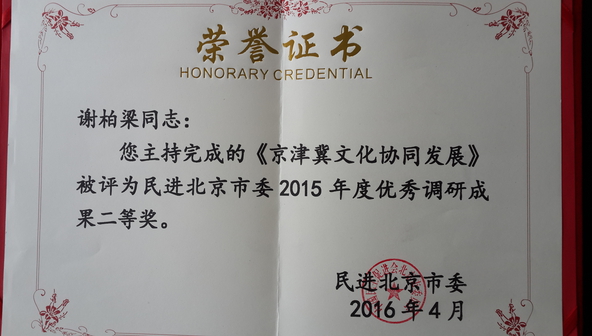 荣誉证书
HONORARY CREDENTIAL
谢柏梁同志：
您主持完成的《京津冀文化协同发展》
被评为民进北京市委2015年度优秀调研成
果二等奖。
民进北京市委
2016年4月